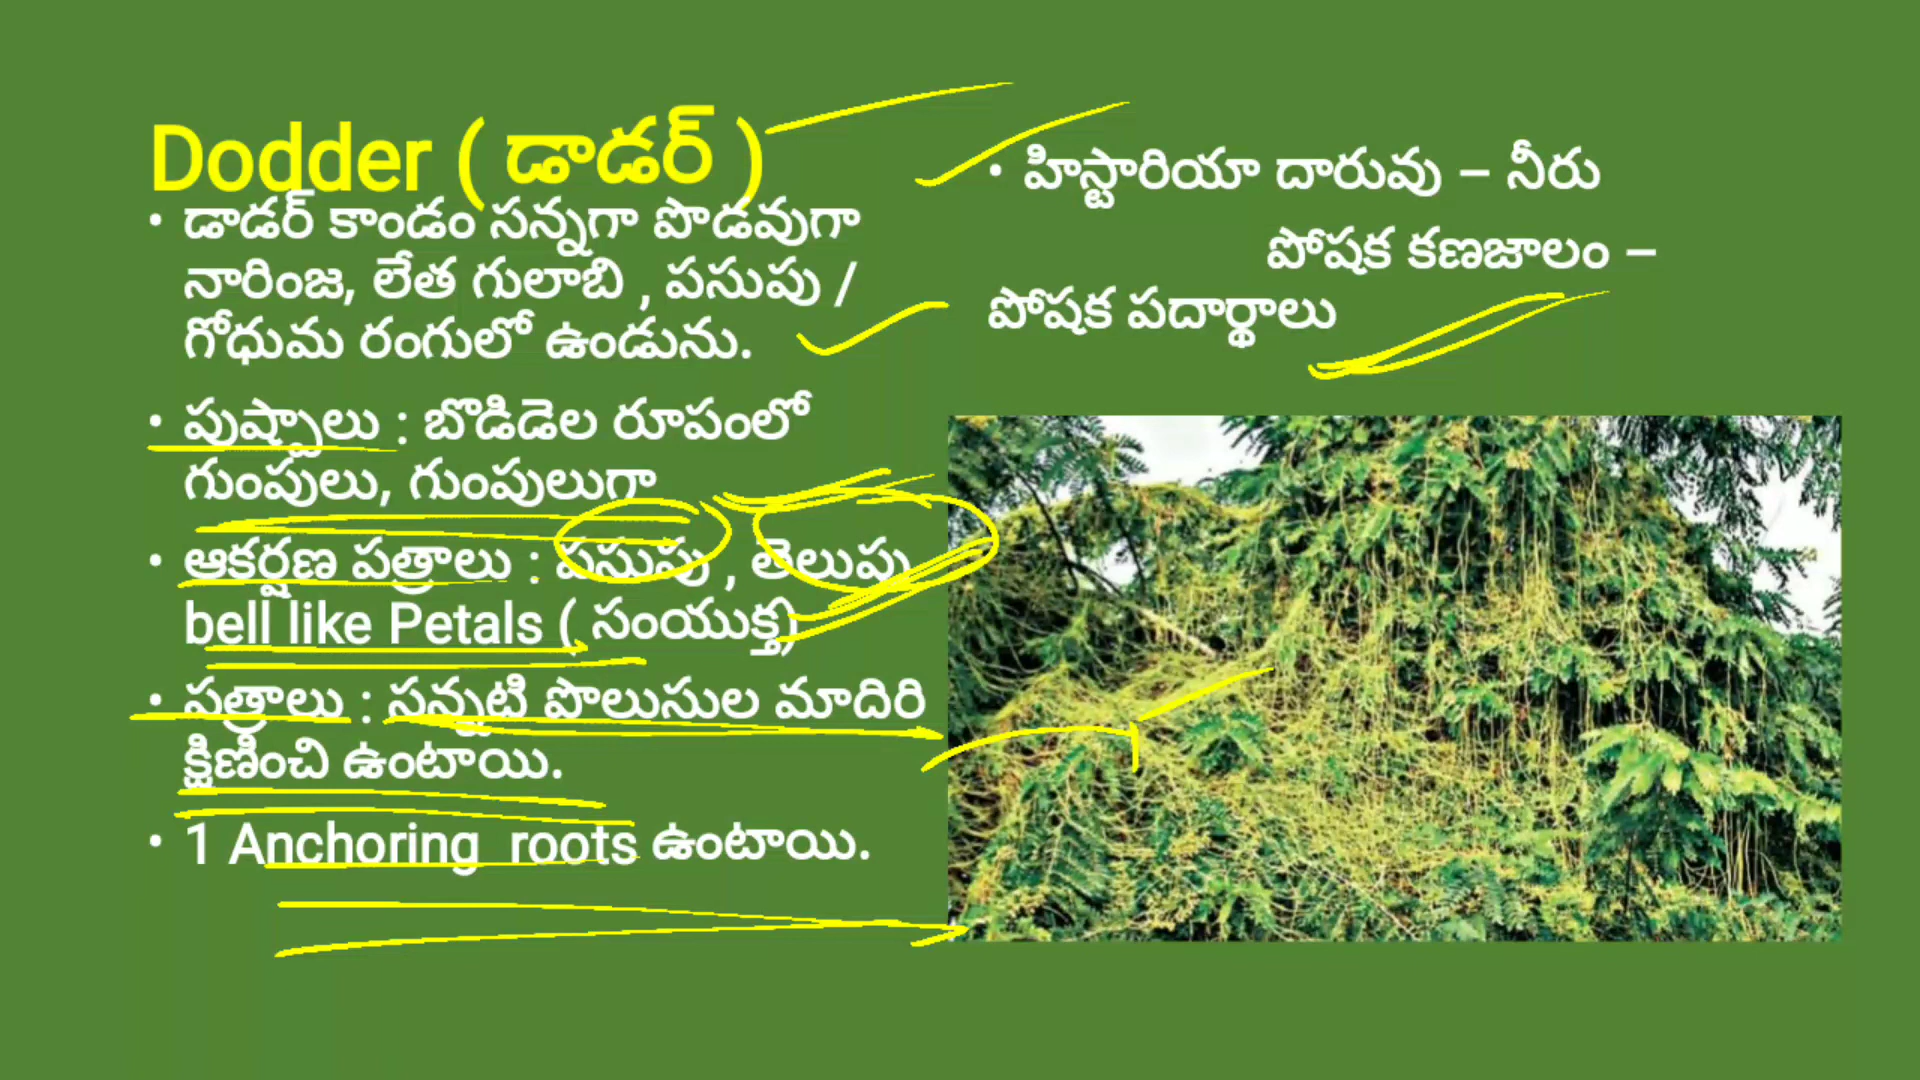 Dodder ( డాడర్ )
• డాడర్ కాండం సన్నగా పొడవుగా
నారింజ, లేత గులాబి , పసుపు /
గోధుమ రంగులో ఉండును.
• పుష్పాలు : బొడిడెల రూపంలో
గుంపులు, గుంపులుగా
• ఆకర్షణ పత్రాలు : పసుపు , తెలుపు
bell like Petals ( సంయుక్త)
• పత్రాలు : సన్నటి పొలుసుల మాదిరి
క్షిణించి ఉంటాయి.
• 1 Anchoring roots ఉంటాయి.
• హిస్టారియా దారువు – నీరు
పోషక కణజాలం –
పోషక పదార్థాలు